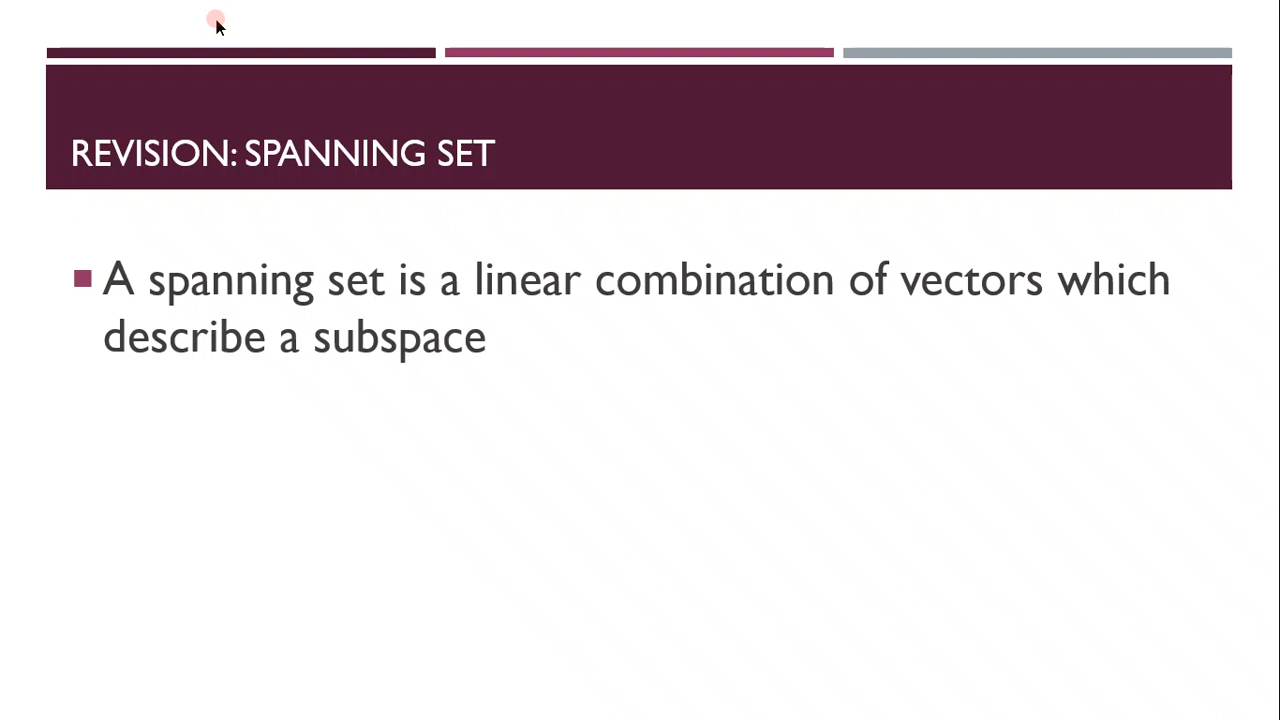 REVISION: SPANNING SET
A spanning set is a linear combination of vectors which
describe a subspace